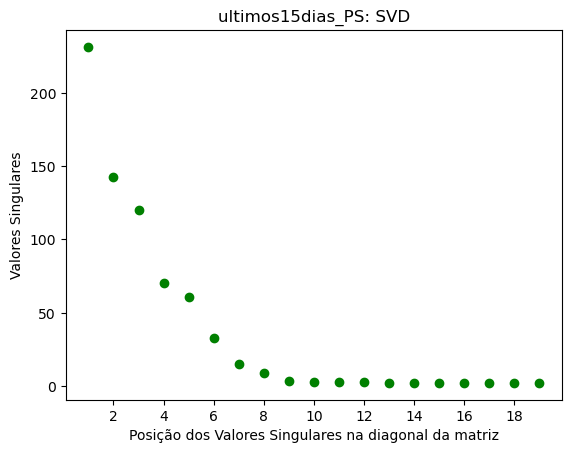 ultimos15dias_PS: SVD
Valores Singulares
200
150
100
50
0
2 4 6 8 10 12 14 16 18
Posição dos Valores Singulares na diagonal da matriz